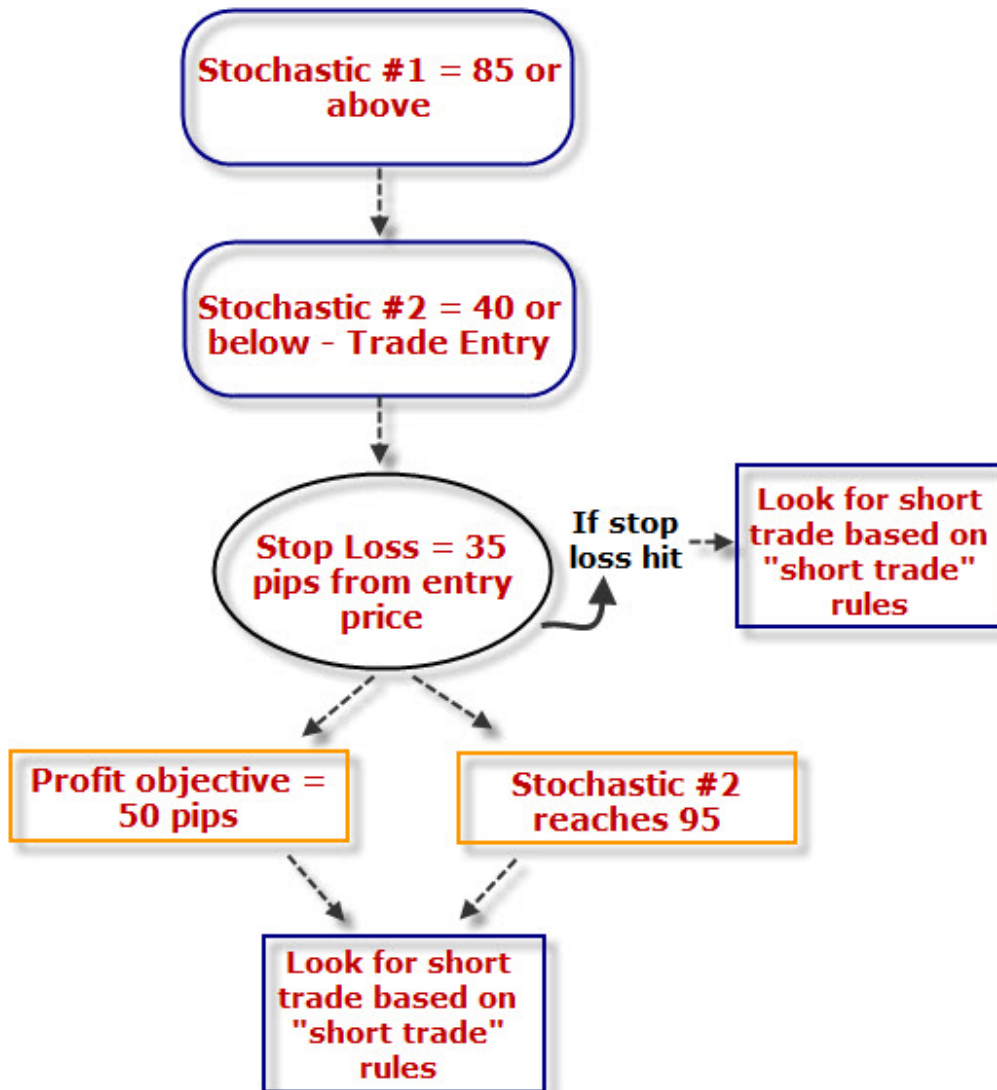 Stochastic #1 = 85 or
above
Stochastic #2 = 40 or
below - Trade Entry
Stop Loss = 35
pips from entry
price
If stop
loss hit
Look for short
trade based on
"short trade"
rules
Profit objective =
50 pips
Stochastic #2
reaches 95
Look for short
trade based on
"short trade"
rules